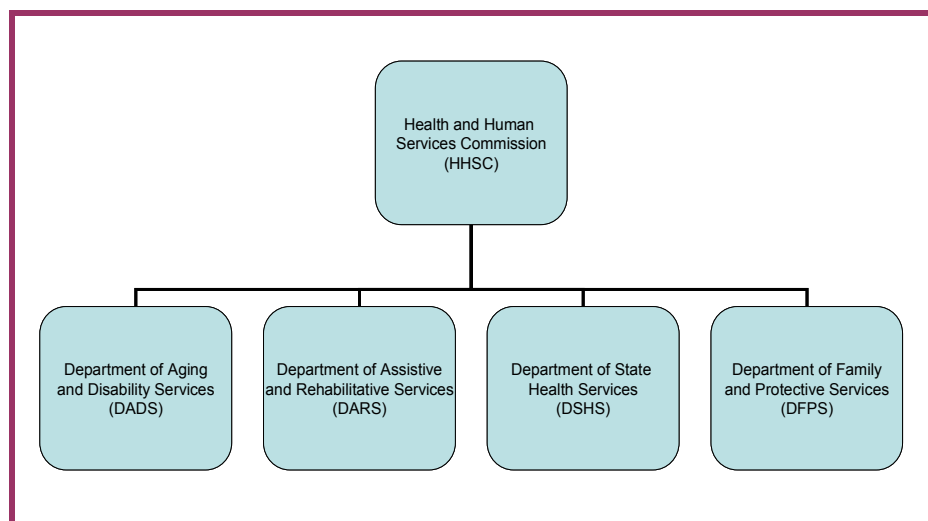 Health and Human
Services Commission
(HHSC)
Department of Aging
and Disability Services
(DADS)
Department of Assistive
and Rehabilitative Services
(DARS)
Department of State
Health Services
(DSHS)
Department of Family
and Protective Services
(DFPS)